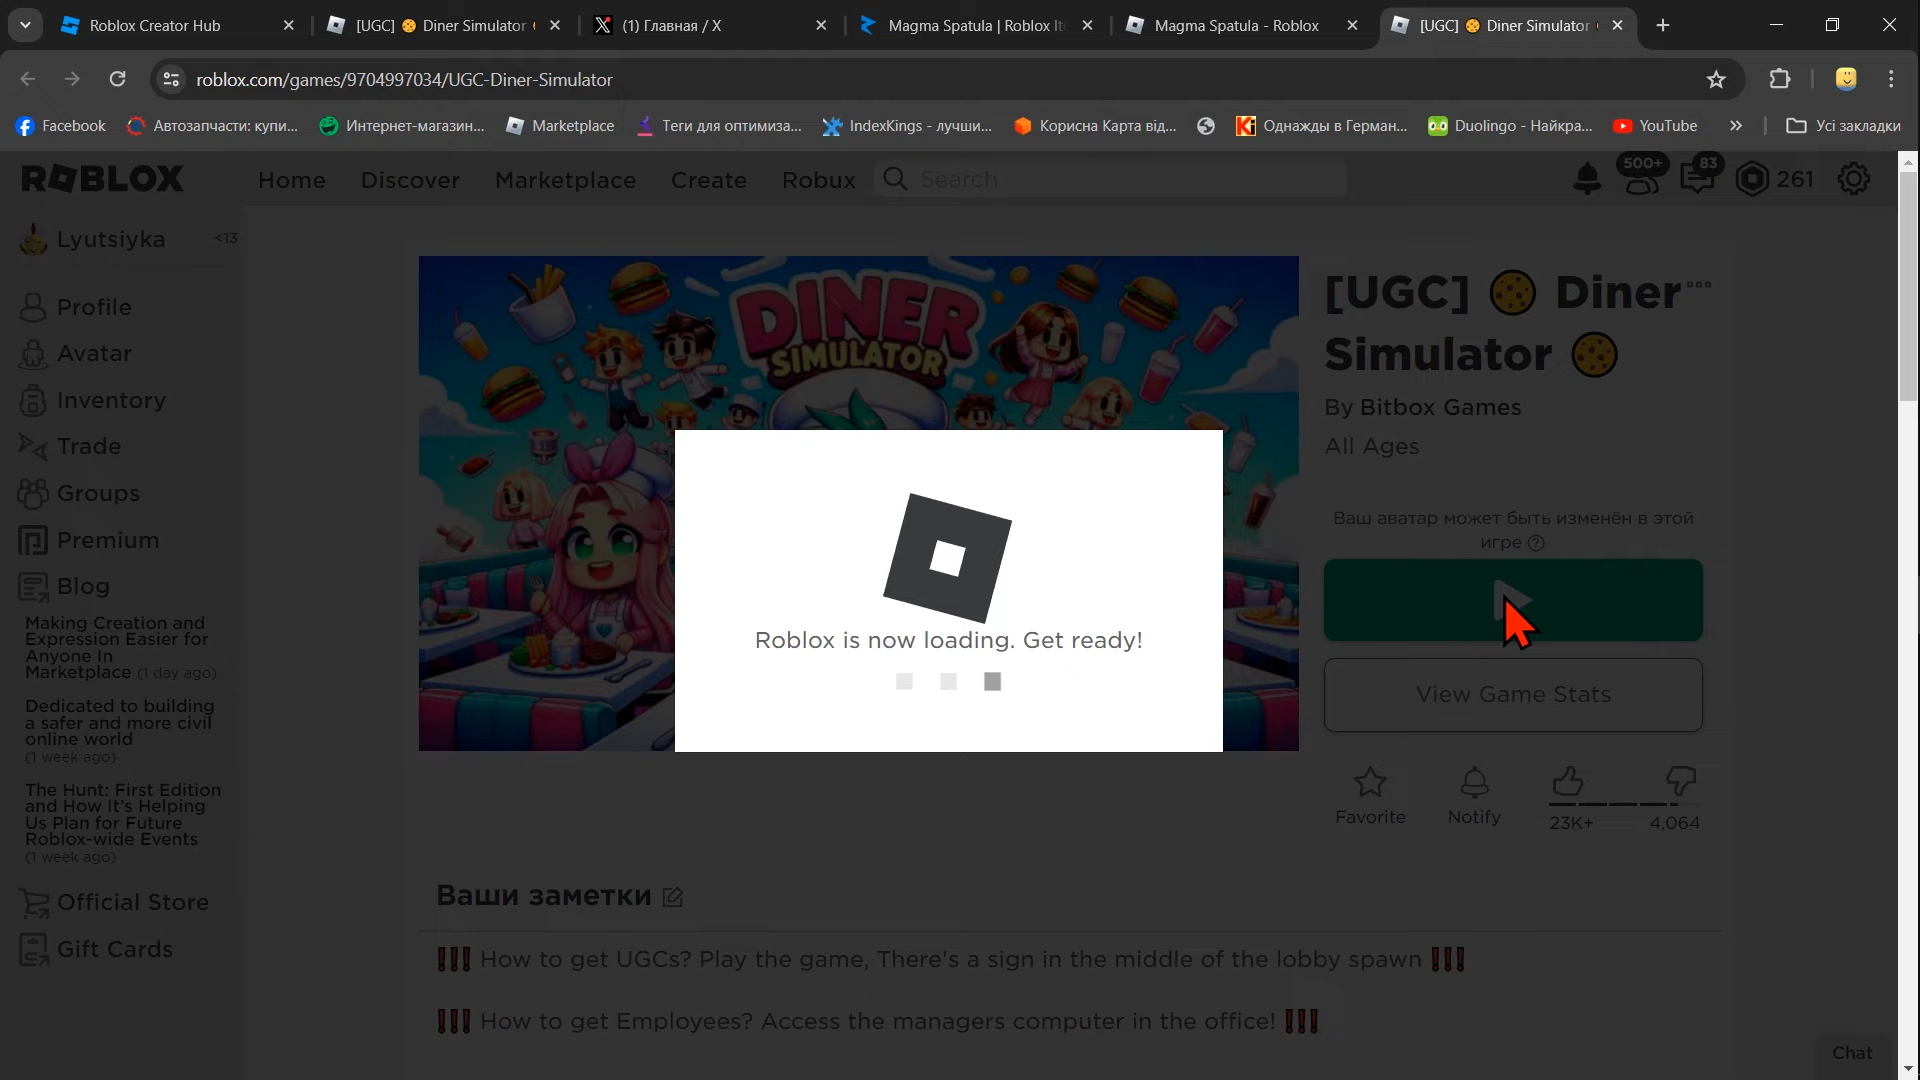 Roblox Creator Hub
[UGC] 🍪 Diner Simulator
(1) Главная / X
Magma Spatula | Roblox It
Magma Spatula - Roblox
[UGC] 🍪 Diner Simulator
roblox.com/games/9704997034/UGC-Diner-Simulator
Facebook
Автозапчасти: купи...
Интернет-магазин...
Marketplace
Теги для оптимиза...
IndexKings - лучши...
Корисна Карта від...
Однажды в Герман...
Duolingo - Найкра...
YouTube
Усі закладки
ROBLOX
Home
Discover
Marketplace
Create
Robux
Search
500+
83
261
Lyutsiyka
<13
Profile
Avatar
Inventory
Trade
Groups
Premium
Blog
Making Creation and
Expression Easier for
Anyone In
Marketplace (1 day ago)
Dedicated to building
a safer and more civil
online world
(1 week ago)
The Hunt: First Edition
and How It's Helping
Us Plan for Future
Roblox-wide Events
(1 week ago)
Official Store
Gift Cards
DINER
SIMULATOR
Roblox is now loading. Get ready!
[UGC] 🍪 Diner
Simulator 🍪
By Bitbox Games
All Ages
Ваш аватар может быть изменён в этой
игре
View Game Stats
Favorite
Notify
23K+
4,064
Ваши заметки
!!! How to get UGCs? Play the game, There's a sign in the middle of the lobby spawn !!!
!!! How to get Employees? Access the managers computer in the office! !!!
Chat